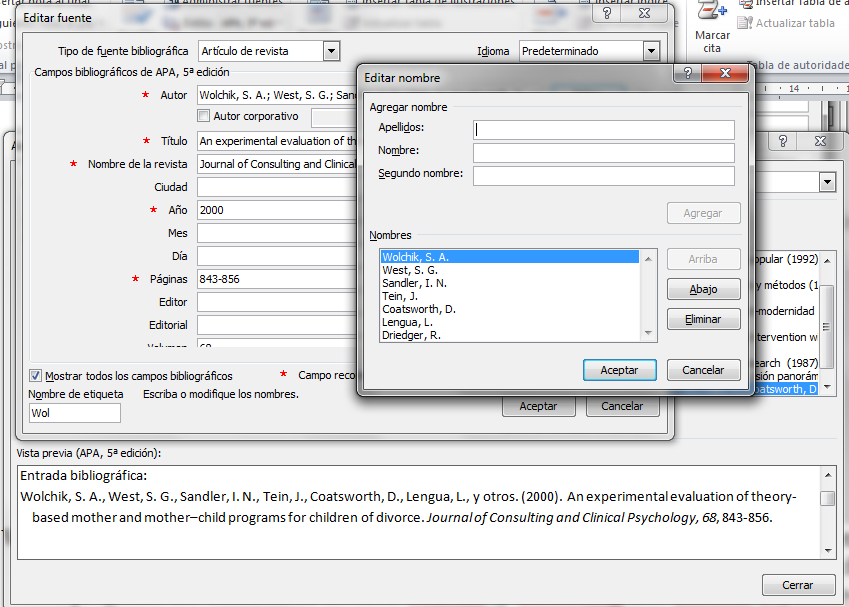 Insertar Tabla de a
Actualizar tabla
Marcar
cita
Tabla de autoridade
14
Editar fuente
Tipo de fuente bibliográfica Artículo de revista Idioma Predeterminado
Campos bibliográficos de APA, 5ª edición
* Autor Wolchik, S. A.; West, S. G.; San
Autor corporativo
* Título An experimental evaluation of th
* Nombre de la revista Journal of Consulting and Clinical
Ciudad
* Año 2000
Mes
Día
* Páginas 843-856
Editor
Editorial
Volumen 68
Mostrar todos los campos bibliográficos * Campo reco
Nombre de etiqueta Escriba o modifique los nombres.
Wol
Aceptar Cancelar
Editar nombre
Agregar nombre
Apellidos:
Nombre:
Segundo nombre:
Agregar
Nombres
Wolchik, S. A.
West, S. G.
Sandler, I. N.
Tein, J.
Coatsworth, D.
Lengua, L.
Driedger, R.
Arriba
Abajo
Eliminar
Aceptar Cancelar
opular (1992)
y métodos (1
-modernidad
tervention w
earch (1987)
sión panorám
oatsworth, D
Vista previa (APA, 5ª edición):
Entrada bibliográfica:
Wolchik, S. A., West, S. G., Sandler, I. N., Tein, J., Coatsworth, D., Lengua, L., y otros. (2000). An experimental evaluation of theory-
based mother and mother–child programs for children of divorce. Journal of Consulting and Clinical Psychology, 68, 843-856.
Cerrar